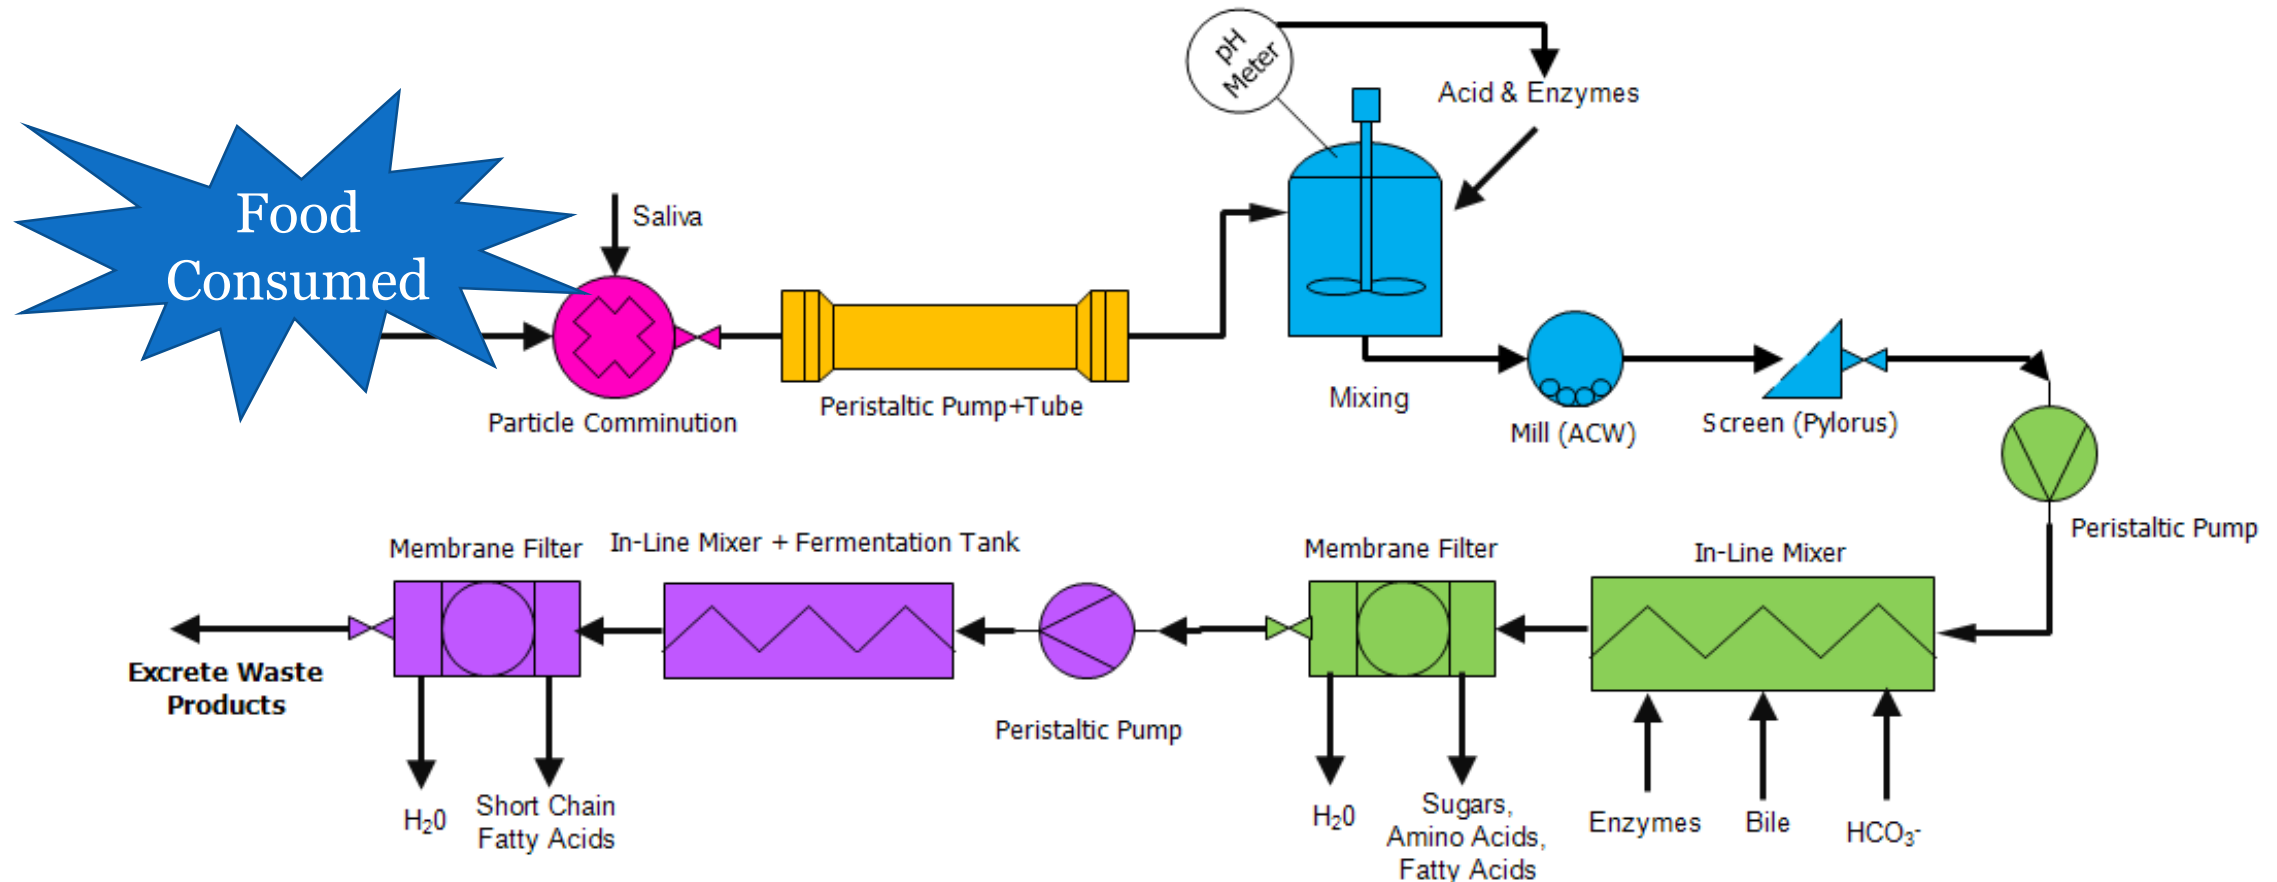 pH
Meter
Acid & Enzymes
Food
Consumed
Saliva
Particle Comminution
Peristaltic Pump+Tube
Mixing
Mill (ACW)
Screen (Pylorus)
Peristaltic Pump
In-Line Mixer
Membrane Filter
In-Line Mixer + Fermentation Tank
Membrane Filter
Peristaltic Pump
Excrete Waste
Products
H₂0
Short Chain
Fatty Acids
H₂0
Sugars,
Amino Acids,
Fatty Acids
Enzymes
Bile
HCO₃-